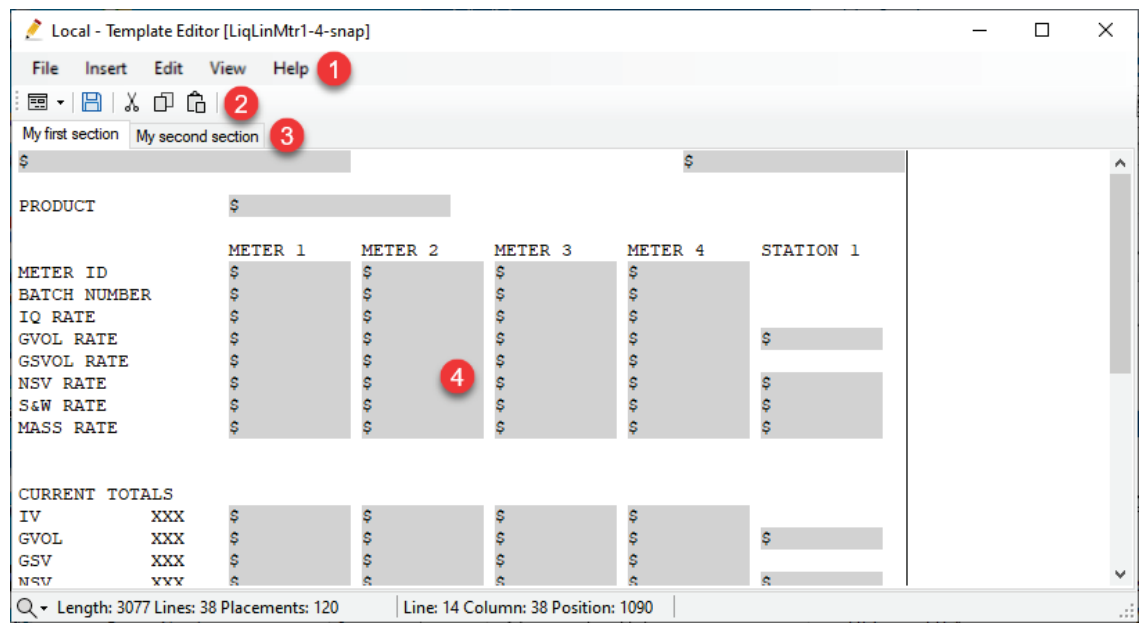 Local - Template Editor [LiqLinMtr1-4-snap]
File Insert Edit View Help 1
2
My first section My second section 3
$ $
PRODUCT $
METER 1 METER 2 METER 3 METER 4 STATION 1
METER ID $ $ $ $
BATCH NUMBER $ $ $ $
IQ RATE $ $ $ $
GVOL RATE $ $ $ $ $
GSVOL RATE $ $ $ $
NSV RATE $ $ 4 $ $ $
S&W RATE $ $ $ $ $
MASS RATE $ $ $ $ $
CURRENT TOTALS
IV XXX $ $ $ $
GVOL XXX $ $ $ $ $
GSV XXX $ $ $ $
NSV XXX $ $ $ $ $
Length: 3077 Lines: 38 Placements: 120 Line: 14 Column: 38 Position: 1090